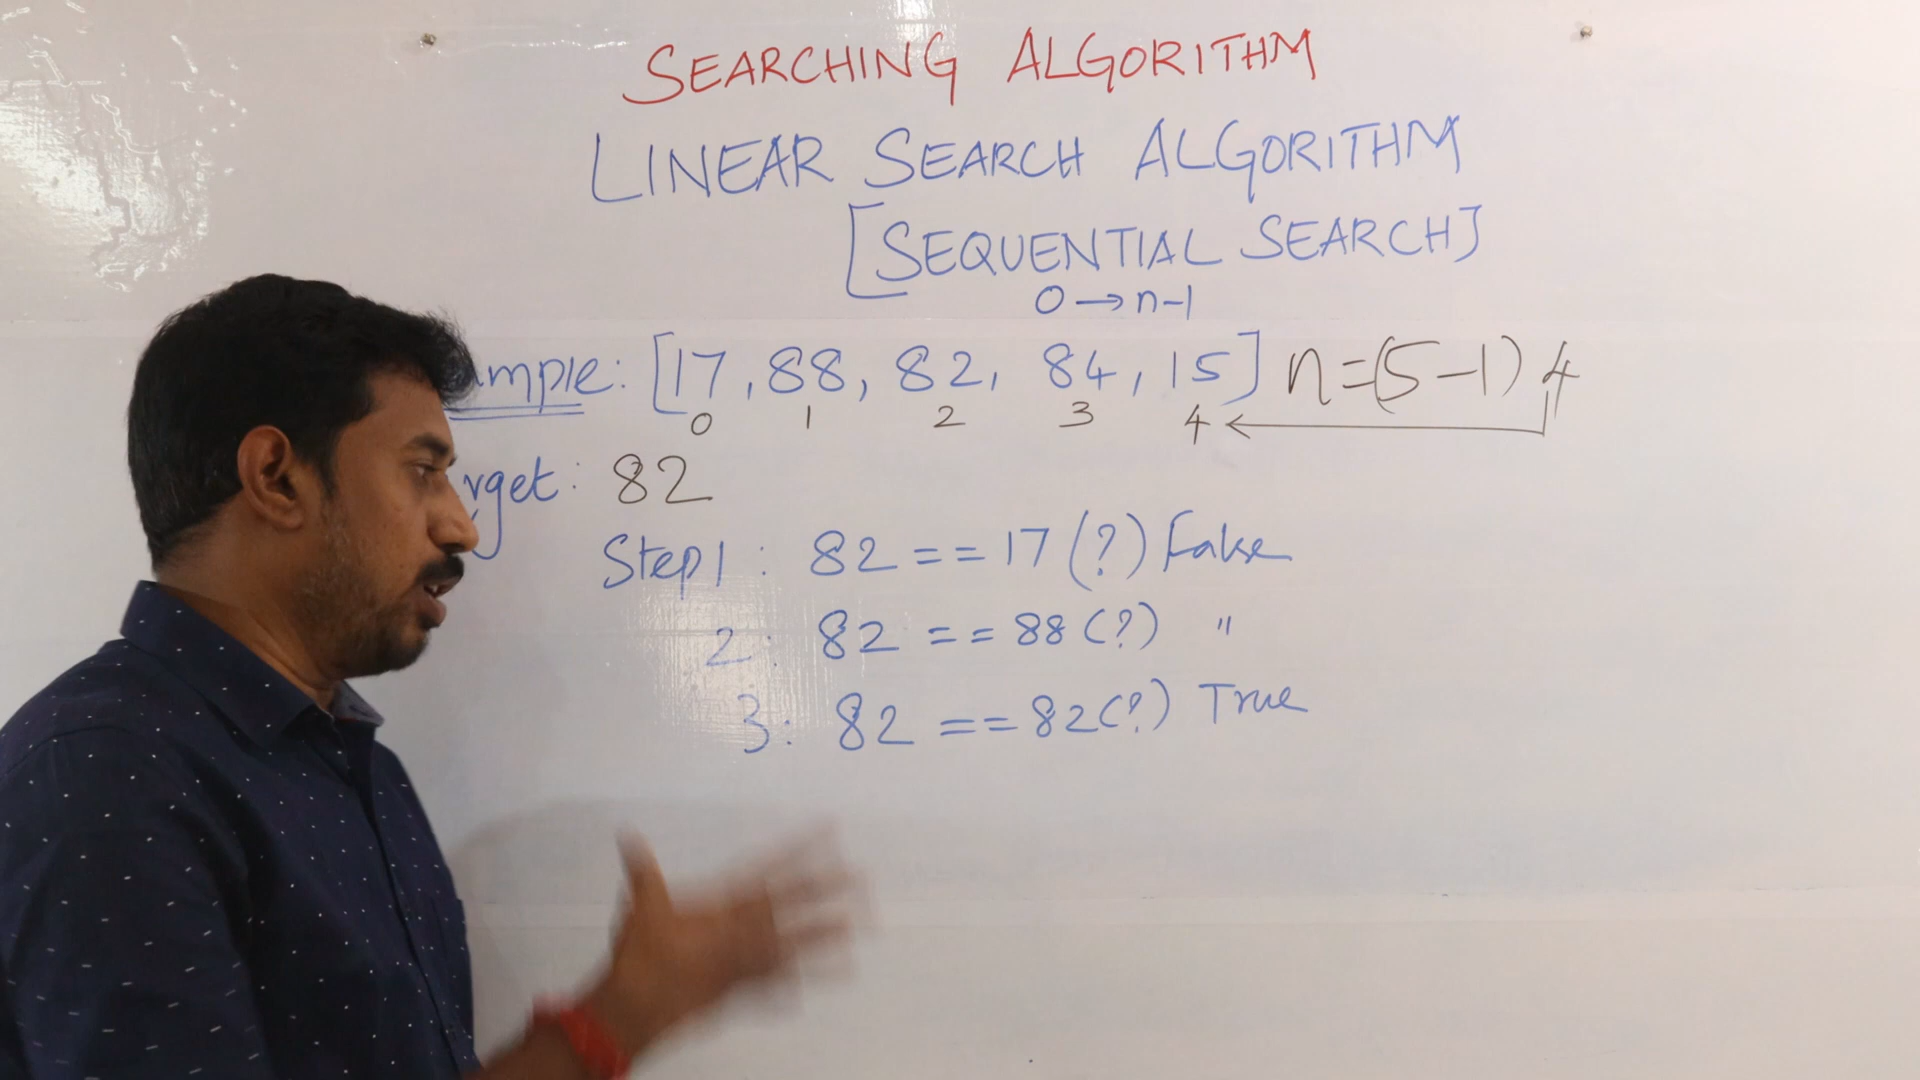 SEARCHING ALGORITHM
LINEAR SEARCH ALGORITHM
[SEQUENTIAL SEARCH]
0 → n-1
mple: [17, 88, 82, 84, 15] n=(5-1) 4
0 1 2 3 4
rget: 82
Step1: 82 == 17 (?) False
2: 82 == 88 (?) "
3: 82 == 82 (?) True